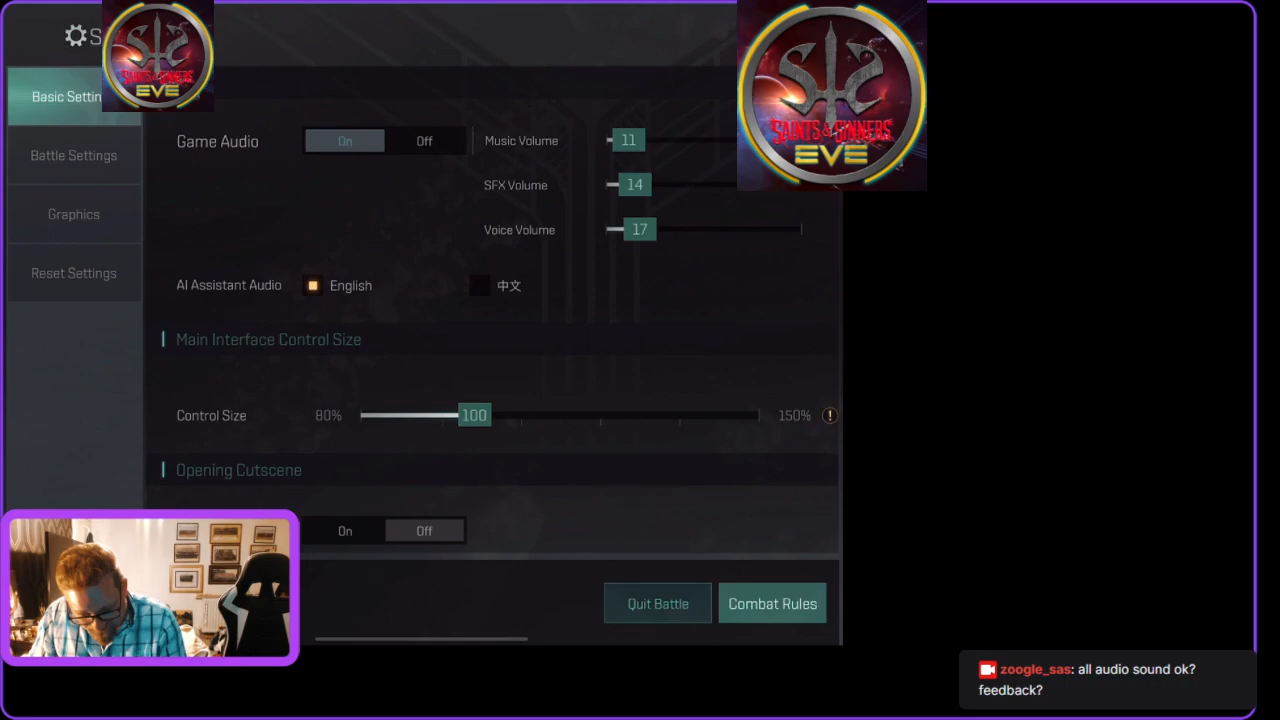 S
SAINTS & SINNERS
EVE
SAINTS & SINNERS
EVE
Basic Settin
Battle Settings
Graphics
Reset Settings
Game Audio
On
Off
Music Volume
11
SFX Volume
14
Voice Volume
17
AI Assistant Audio
English
中文
Main Interface Control Size
Control Size
80%
100
150%
Opening Cutscene
On
Off
Quit Battle
Combat Rules
zoogle_sas: all audio sound ok?
feedback?